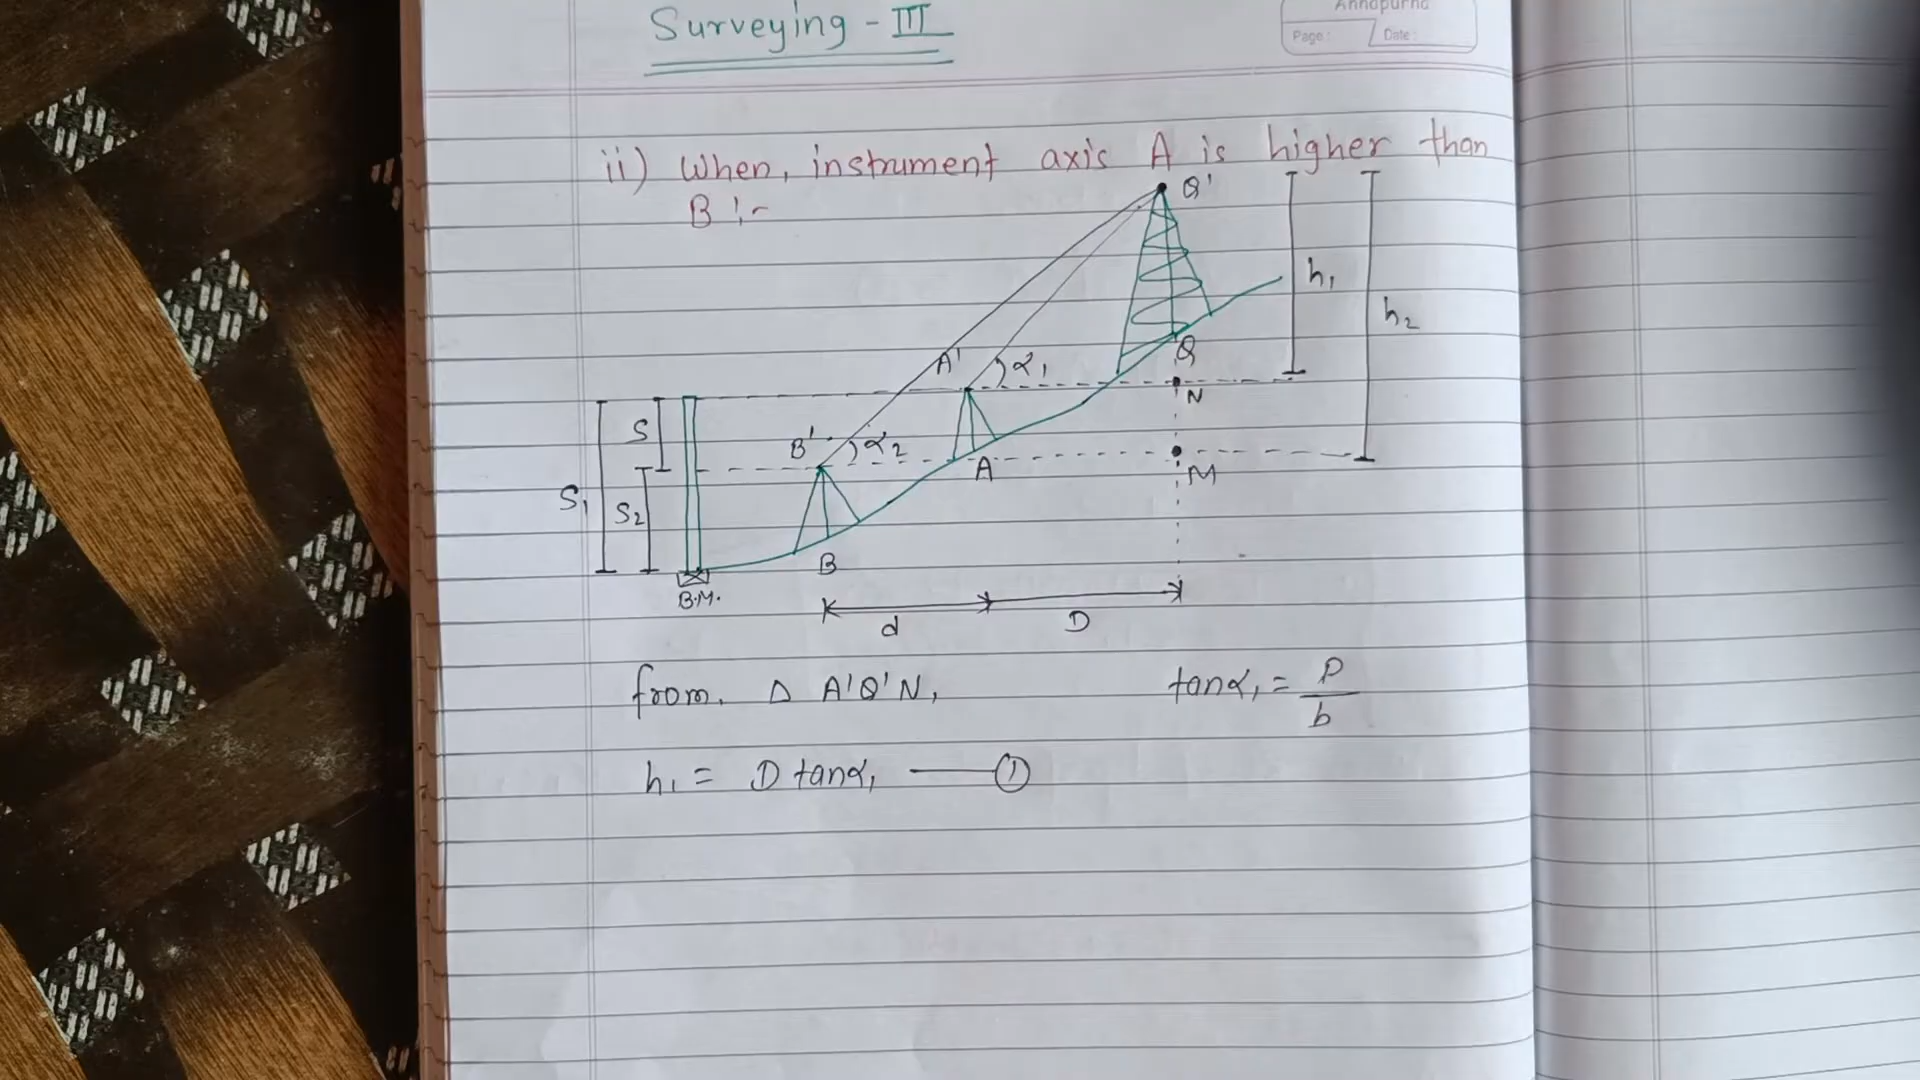 Surveying - III
Annapurna
Page: Date:
ii) When, instrument axis A is higher than
B :-
Q'
h₁
h₂
Q
A' α₁
N
S
B' α₂
A
M
S₁
S₂
B
B.M.
d
D
from, Δ A'Q'N, tanα₁ = P/b
h₁ = D tanα₁ —— ①